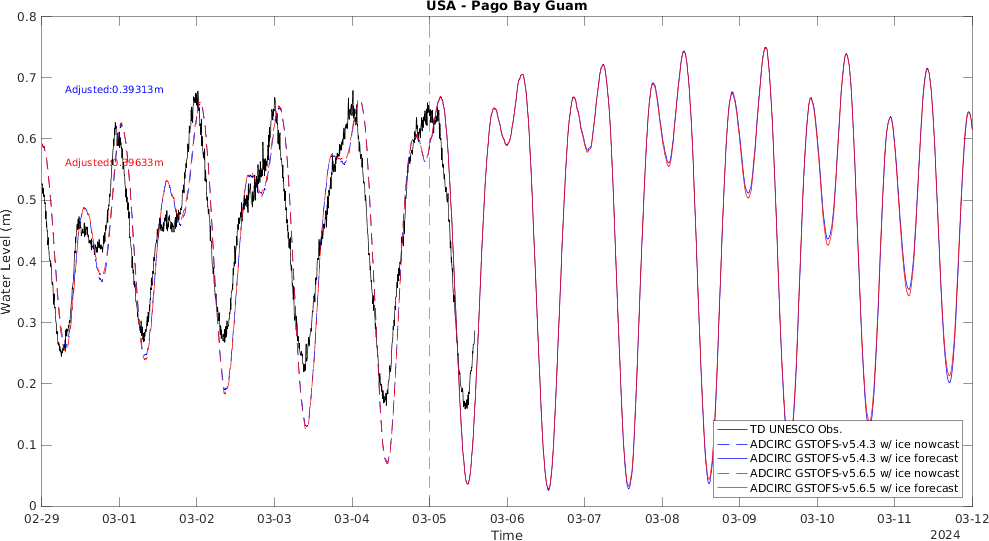 USA - Pago Bay Guam
0.8
0.7
0.6
0.5
0.4
0.3
0.2
0.1
0
Water Level (m)
Adjusted:0.39313m
Adjusted:0.39633m
TD UNESCO Obs.
ADCIRC GSTOFS-v5.4.3 w/ ice nowcast
ADCIRC GSTOFS-v5.4.3 w/ ice forecast
ADCIRC GSTOFS-v5.6.5 w/ ice nowcast
ADCIRC GSTOFS-v5.6.5 w/ ice forecast
02-29 03-01 03-02 03-03 03-04 03-05 03-06 03-07 03-08 03-09 03-10 03-11 03-12
Time
2024